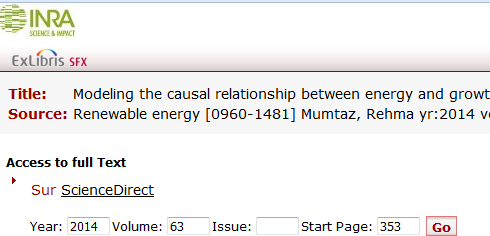 INRA
SCIENCE & IMPACT
ExLibris SFX
Title: Modeling the causal relationship between energy and growt
Source: Renewable energy [0960-1481] Mumtaz, Rehma yr:2014 v
Access to full Text
Sur ScienceDirect
Year: 2014 Volume: 63 Issue: Start Page: 353 Go